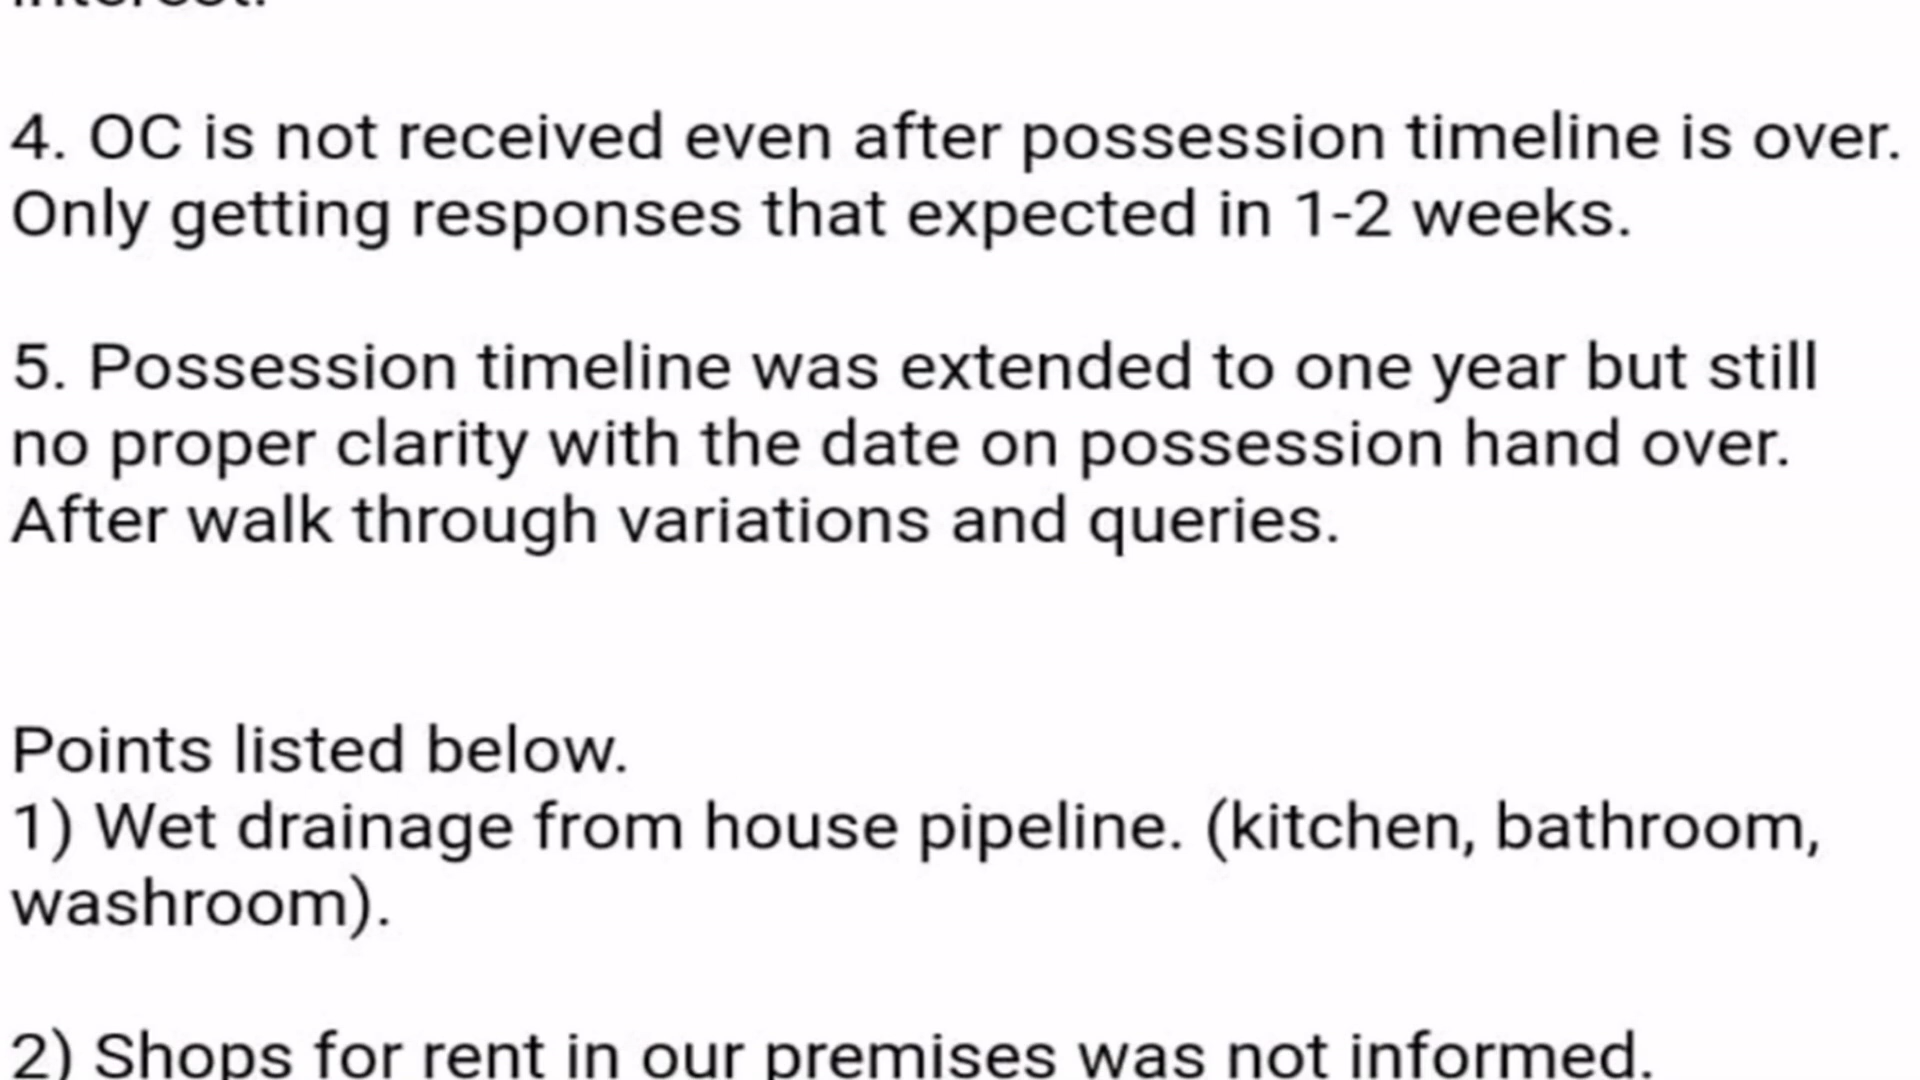 interest.
4. OC is not received even after possession timeline is over.
Only getting responses that expected in 1-2 weeks.
5. Possession timeline was extended to one year but still
no proper clarity with the date on possession hand over.
After walk through variations and queries.
Points listed below.
1) Wet drainage from house pipeline. (kitchen, bathroom,
washroom).
2) Shops for rent in our premises was not informed.